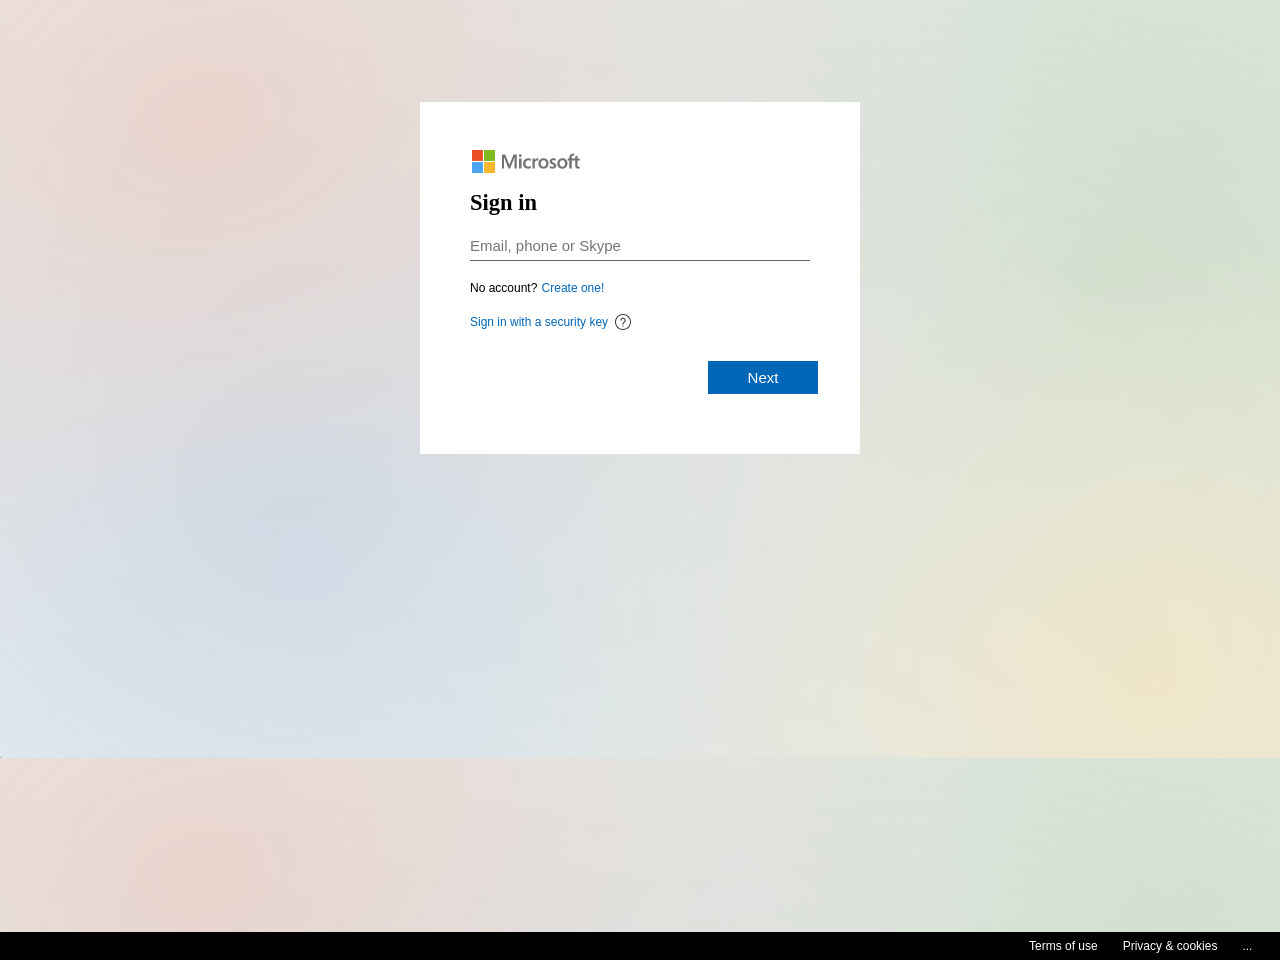 Microsoft
Sign in
Email, phone or Skype
No account? Create one!
Sign in with a security key ?
Next
Terms of use Privacy & cookies ...